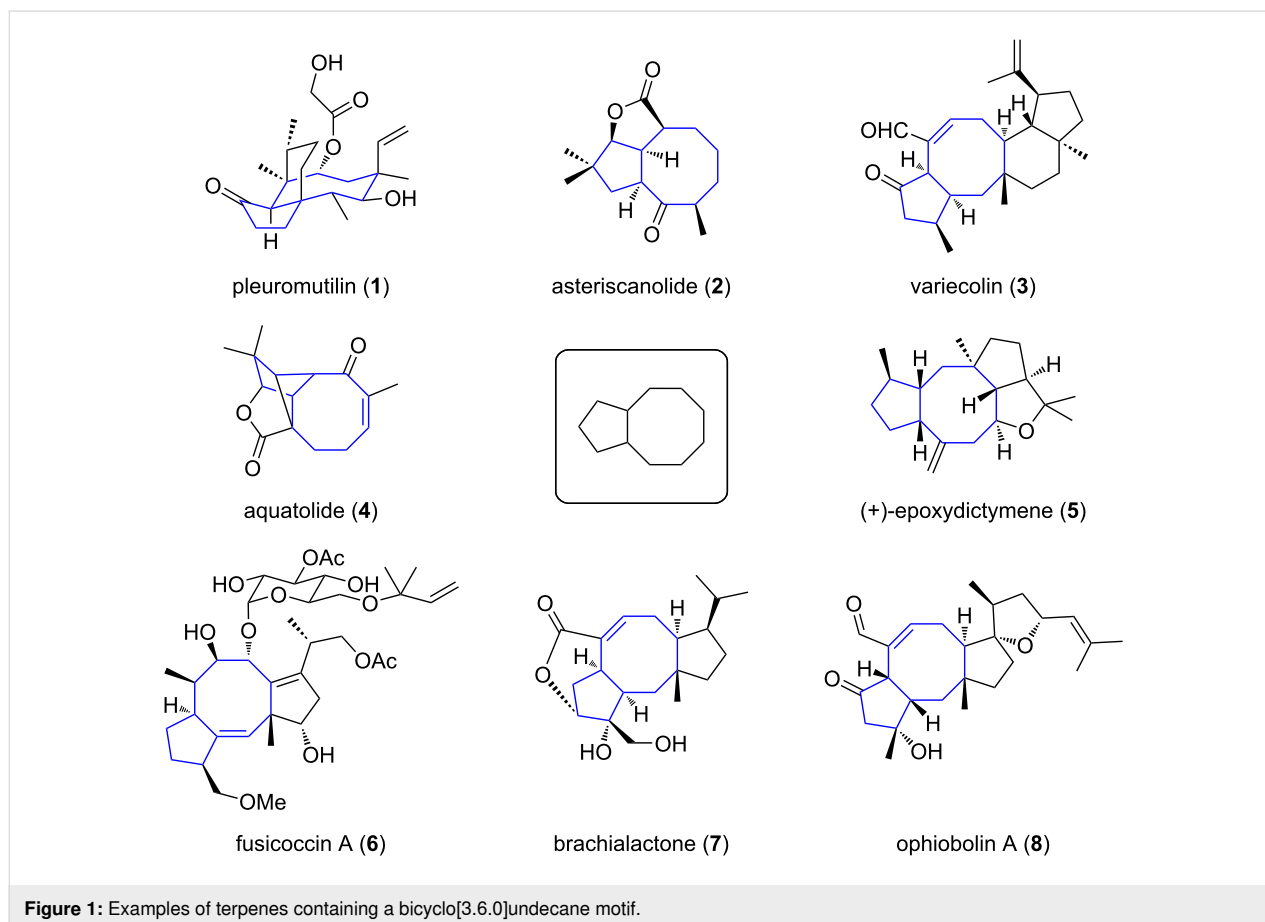 OH
O
O
O
OH
H
pleuromutilin (1)
O
O
H
H
O
asteriscanolide (2)
OHC
H
H
H
O
H
variecolin (3)
O
O
O
aquatolide (4)
H
H
H
O
H
H
(+)-epoxydictymene (5)
OAc
HO
OH
O
O
O
HO
OAc
H
OH
OMe
fusicoccin A (6)
O
H
H
O
H
HO
OH
brachialactone (7)
O
H
O
H
O
H
OH
ophiobolin A (8)
Figure 1: Examples of terpenes containing a bicyclo[3.6.0]undecane motif.